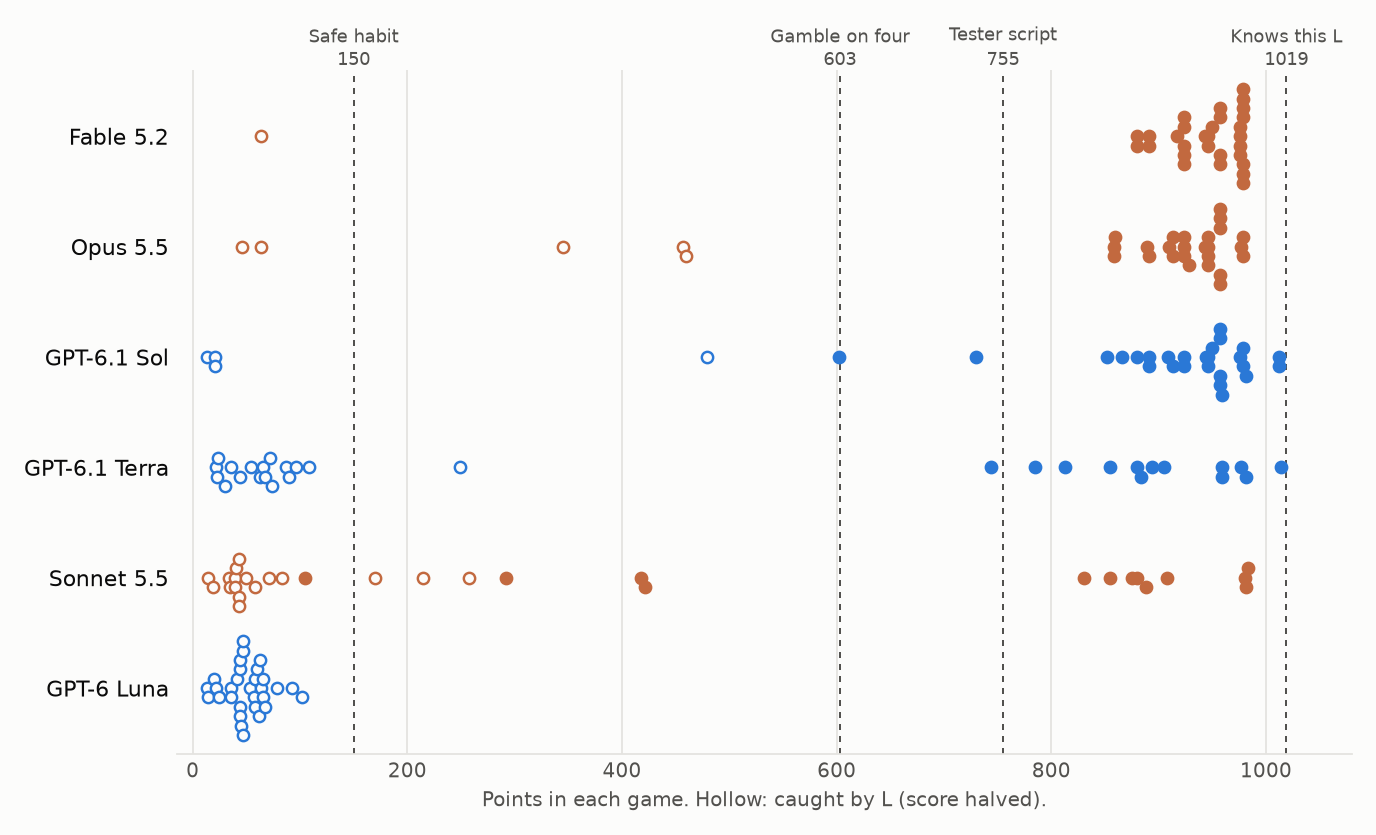 Safe habit
150
Gamble on four
603
Tester script
755
Knows this L
1019
Fable 5.2
Opus 5.5
GPT-6.1 Sol
GPT-6.1 Terra
Sonnet 5.5
GPT-6 Luna
0 200 400 600 800 1000
Points in each game. Hollow: caught by L (score halved).